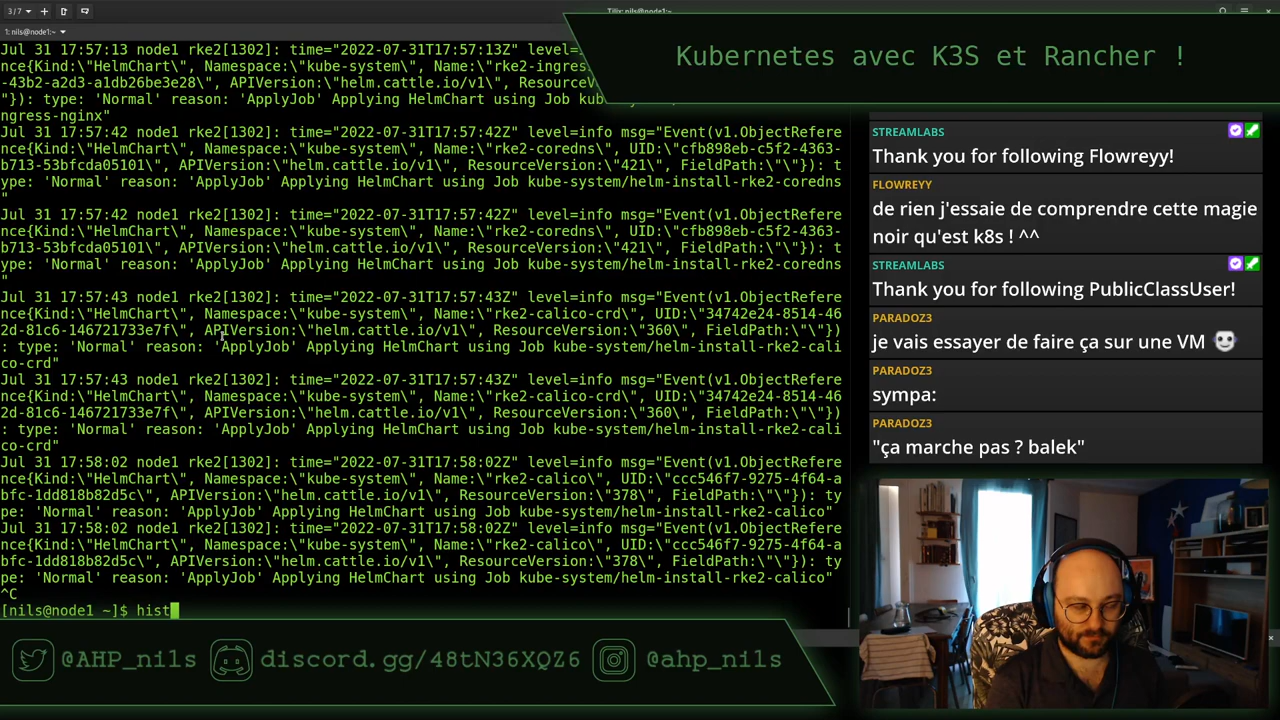 3/7
Tilix: nils@node1:~
1: nils@node1:~
Kubernetes avec K3S et Rancher !
Jul 31 17:57:13 node1 rke2[1302]: time="2022-07-31T17:57:13Z" level=
nce{Kind:\"HelmChart\", Namespace:\"kube-system\", Name:\"rke2-ingres
-43b2-a2d3-a1db26be3e28\", APIVersion:\"helm.cattle.io/v1\", Resource
"}): type: 'Normal' reason: 'ApplyJob' Applying HelmChart using Job kub
ngress-nginx"
Jul 31 17:57:42 node1 rke2[1302]: time="2022-07-31T17:57:42Z" level=info msg="Event(v1.ObjectRefere
nce{Kind:\"HelmChart\", Namespace:\"kube-system\", Name:\"rke2-coredns\", UID:\"cfb898eb-c5f2-4363-
b713-53bfcda05101\", APIVersion:\"helm.cattle.io/v1\", ResourceVersion:\"421\", FieldPath:\"\"}): t
ype: 'Normal' reason: 'ApplyJob' Applying HelmChart using Job kube-system/helm-install-rke2-coredns
"
Jul 31 17:57:42 node1 rke2[1302]: time="2022-07-31T17:57:42Z" level=info msg="Event(v1.ObjectRefere
nce{Kind:\"HelmChart\", Namespace:\"kube-system\", Name:\"rke2-coredns\", UID:\"cfb898eb-c5f2-4363-
b713-53bfcda05101\", APIVersion:\"helm.cattle.io/v1\", ResourceVersion:\"421\", FieldPath:\"\"}): t
ype: 'Normal' reason: 'ApplyJob' Applying HelmChart using Job kube-system/helm-install-rke2-coredns
"
Jul 31 17:57:43 node1 rke2[1302]: time="2022-07-31T17:57:43Z" level=info msg="Event(v1.ObjectRefere
nce{Kind:\"HelmChart\", Namespace:\"kube-system\", Name:\"rke2-calico-crd\", UID:\"34742e24-8514-46
2d-81c6-146721733e7f\", APIVersion:\"helm.cattle.io/v1\", ResourceVersion:\"360\", FieldPath:\"\"})
: type: 'Normal' reason: 'ApplyJob' Applying HelmChart using Job kube-system/helm-install-rke2-cali
co-crd"
Jul 31 17:57:43 node1 rke2[1302]: time="2022-07-31T17:57:43Z" level=info msg="Event(v1.ObjectRefere
nce{Kind:\"HelmChart\", Namespace:\"kube-system\", Name:\"rke2-calico-crd\", UID:\"34742e24-8514-46
2d-81c6-146721733e7f\", APIVersion:\"helm.cattle.io/v1\", ResourceVersion:\"360\", FieldPath:\"\"})
: type: 'Normal' reason: 'ApplyJob' Applying HelmChart using Job kube-system/helm-install-rke2-cali
co-crd"
Jul 31 17:58:02 node1 rke2[1302]: time="2022-07-31T17:58:02Z" level=info msg="Event(v1.ObjectRefere
nce{Kind:\"HelmChart\", Namespace:\"kube-system\", Name:\"rke2-calico\", UID:\"ccc546f7-9275-4f64-a
bfc-1dd818b82d5c\", APIVersion:\"helm.cattle.io/v1\", ResourceVersion:\"378\", FieldPath:\"\"}): ty
pe: 'Normal' reason: 'ApplyJob' Applying HelmChart using Job kube-system/helm-install-rke2-calico"
Jul 31 17:58:02 node1 rke2[1302]: time="2022-07-31T17:58:02Z" level=info msg="Event(v1.ObjectRefere
nce{Kind:\"HelmChart\", Namespace:\"kube-system\", Name:\"rke2-calico\", UID:\"ccc546f7-9275-4f64-a
bfc-1dd818b82d5c\", APIVersion:\"helm.cattle.io/v1\", ResourceVersion:\"378\", FieldPath:\"\"}): ty
pe: 'Normal' reason: 'ApplyJob' Applying HelmChart using Job kube-system/helm-install-rke2-calico"
^C
[nils@node1 ~]$ hist
STREAMLABS
Thank you for following Flowreyy!
FLOWREYY
de rien j'essaie de comprendre cette magie
noir qu'est k8s ! ^^
STREAMLABS
Thank you for following PublicClassUser!
PARADOZ3
je vais essayer de faire ça sur une VM
PARADOZ3
sympa:
PARADOZ3
"ça marche pas ? balek"
@AHP_nils
discord.gg/48tN36XQZ6
@ahp_nils